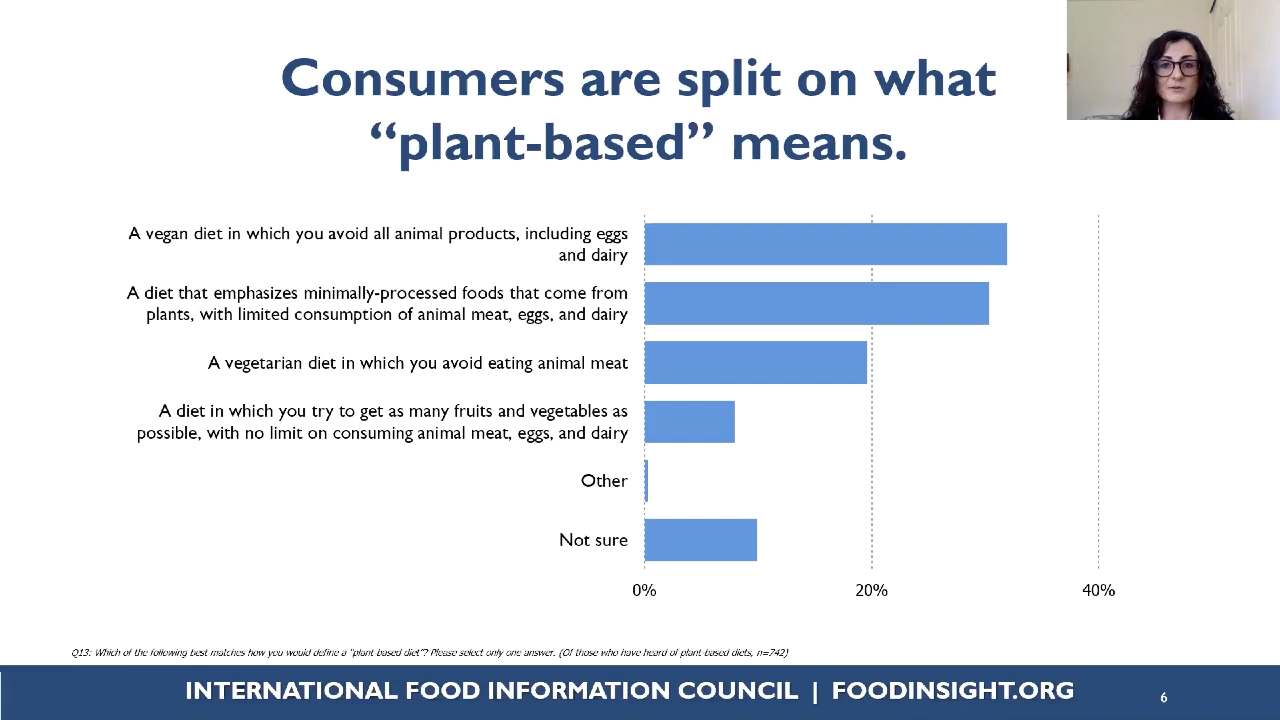 Consumers are split on what
“plant-based” means.
A vegan diet in which you avoid all animal products, including eggs
and dairy
A diet that emphasizes minimally-processed foods that come from
plants, with limited consumption of animal meat, eggs, and dairy
A vegetarian diet in which you avoid eating animal meat
A diet in which you try to get as many fruits and vegetables as
possible, with no limit on consuming animal meat, eggs, and dairy
Other
Not sure
0%
20%
40%
Q13: Which of the following best matches how you would define a "plant-based diet"? Please select only one answer. (Of those who have heard of plant-based diets, n=742)
INTERNATIONAL FOOD INFORMATION COUNCIL | FOODINSIGHT.ORG
6